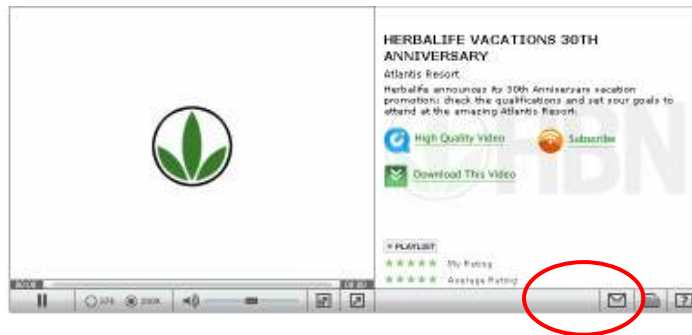 HERBALIFE VACATIONS 30TH
ANNIVERSARY
Atlantis Resort
Herbalife announces its 30th Anniversary vacation
promotion: check the qualifications and set your goals to
attend at the amazing Atlantis Resort.
High Quality Video
Subscribe
Download This Video
HBN
PLAYLIST
My Rating
Average Rating
?